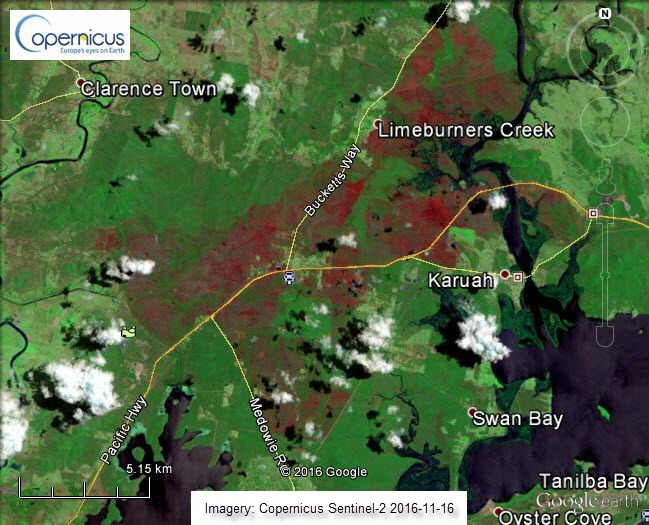 Copernicus
Europe's eyes on Earth
N
Clarence Town
Limeburners Creek
Bucketts Way
Karuah
Pacific Hwy
Medowie R
Swan Bay
5.15 km
© 2016 Google
Tanilba Bay
Google earth
Imagery: Copernicus Sentinel-2 2016-11-16
Oyster Cove